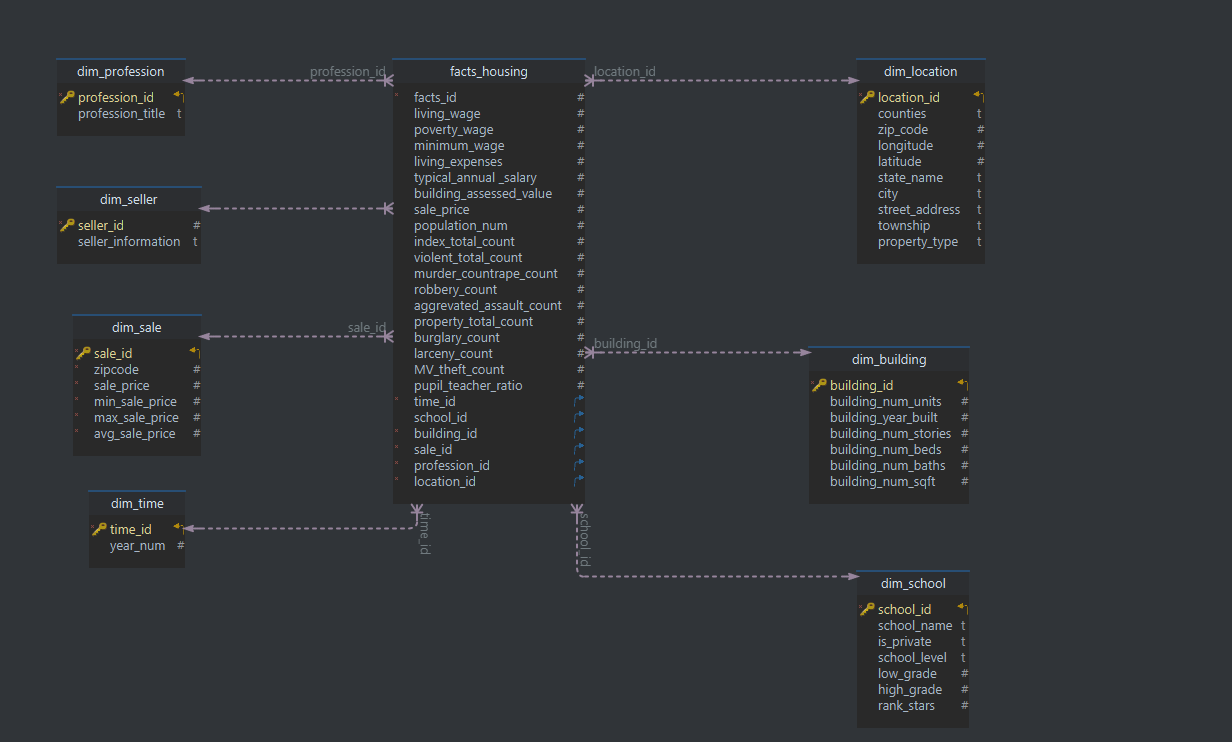 dim_profession
profession_id
profession_title t
profession_id
facts_housing
facts_id #
living_wage #
poverty_wage #
minimum_wage #
living_expenses #
typical_annual _salary #
building_assessed_value #
sale_price #
population_num #
index_total_count #
violent_total_count #
murder_countrape_count #
robbery_count #
aggrevated_assault_count #
property_total_count #
burglary_count #
larceny_count #
MV_theft_count #
pupil_teacher_ratio #
time_id
school_id
building_id
sale_id
profession_id
location_id
location_id
dim_location
location_id
counties t
zip_code #
longitude #
latitude #
state_name t
city t
street_address t
township t
property_type t
dim_seller
seller_id #
seller_information t
dim_sale
sale_id
zipcode #
sale_price #
min_sale_price #
max_sale_price #
avg_sale_price #
sale_id
building_id
dim_building
building_id
building_num_units #
building_year_built #
building_num_stories #
building_num_beds #
building_num_baths #
building_num_sqft #
dim_time
time_id
year_num #
time_id
school_id
dim_school
school_id
school_name t
is_private t
school_level t
low_grade #
high_grade #
rank_stars #